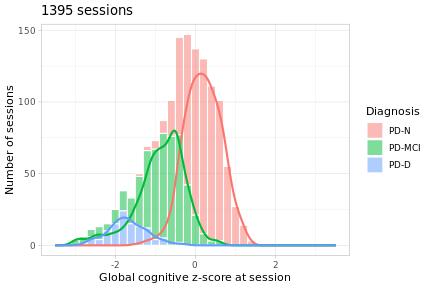 1395 sessions
150
100
50
0
Number of sessions
-2
0
2
Global cognitive z-score at session
Diagnosis
PD-N
PD-MCI
PD-D